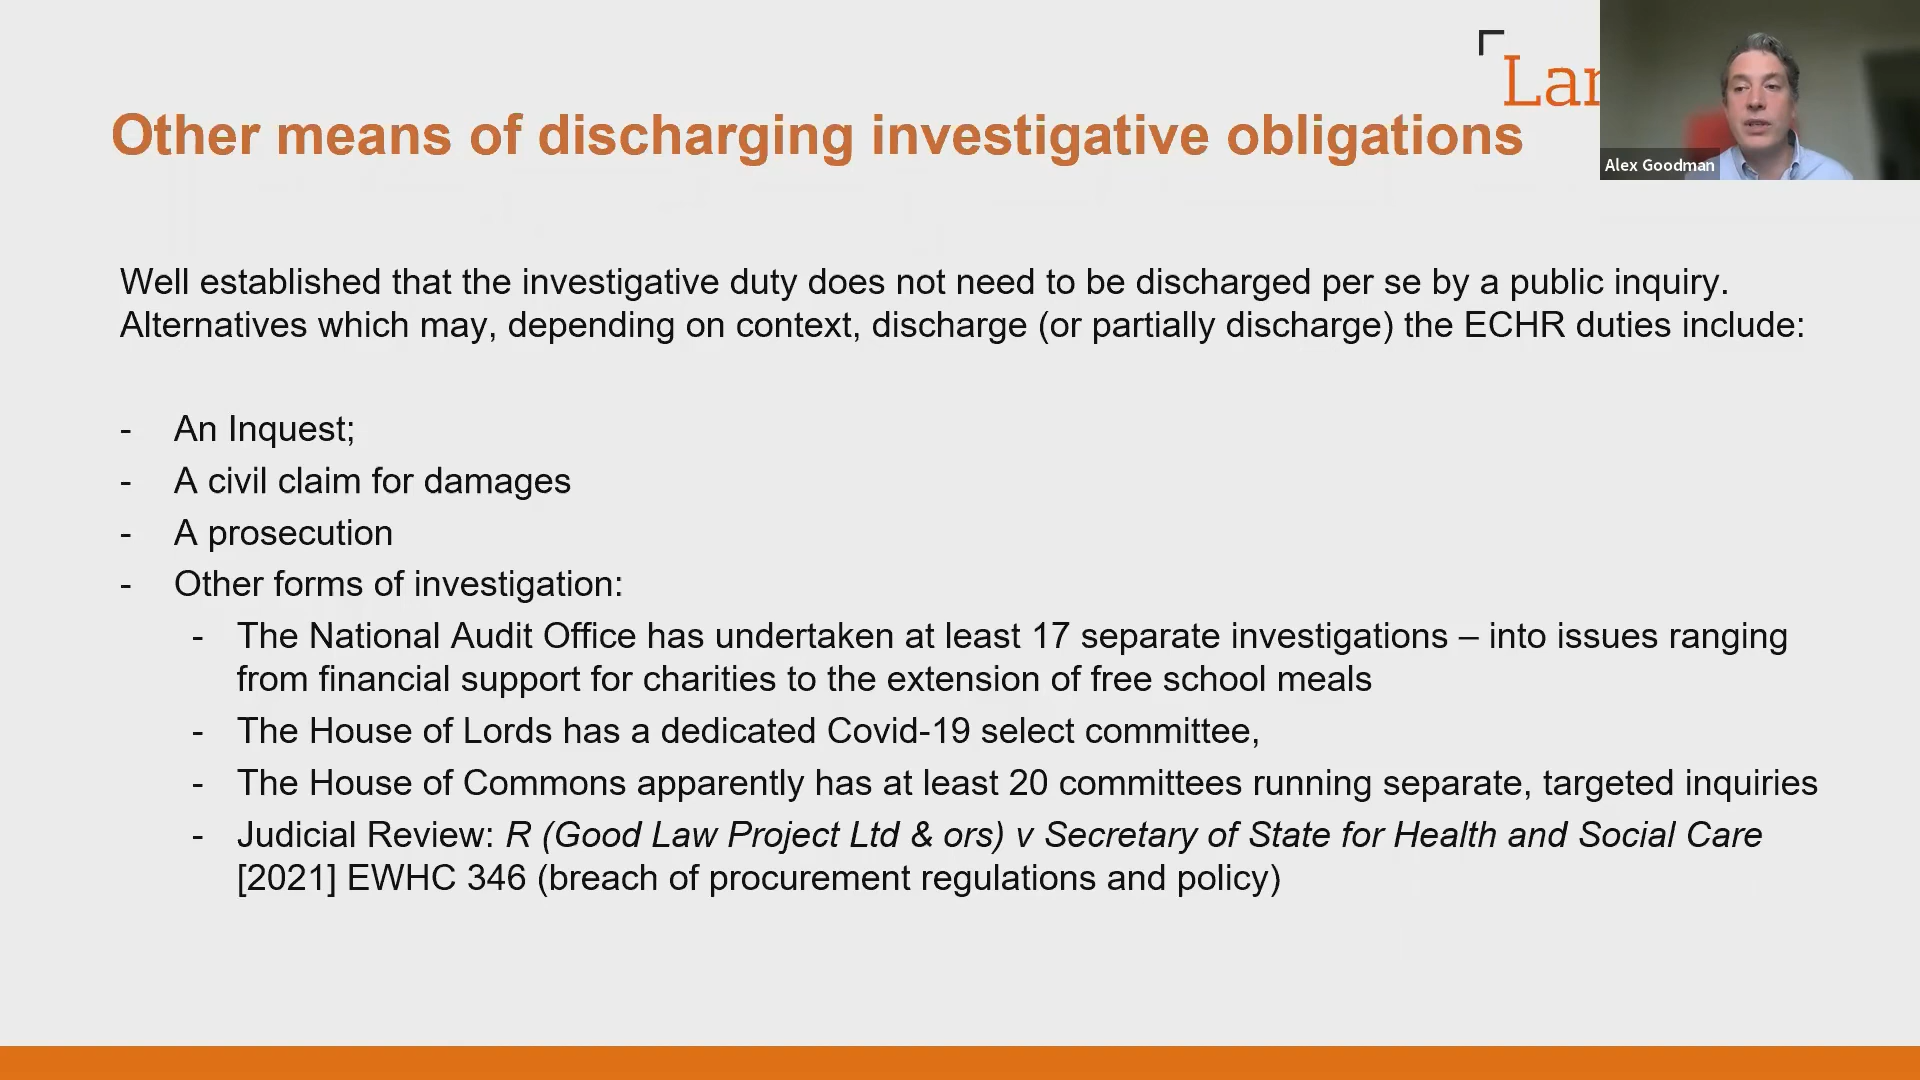 Lar
Other means of discharging investigative obligations
Alex Goodman
Well established that the investigative duty does not need to be discharged per se by a public inquiry.
Alternatives which may, depending on context, discharge (or partially discharge) the ECHR duties include:
- An Inquest;
- A civil claim for damages
- A prosecution
- Other forms of investigation:
- The National Audit Office has undertaken at least 17 separate investigations – into issues ranging
from financial support for charities to the extension of free school meals
- The House of Lords has a dedicated Covid-19 select committee,
- The House of Commons apparently has at least 20 committees running separate, targeted inquiries
- Judicial Review: R (Good Law Project Ltd & ors) v Secretary of State for Health and Social Care
[2021] EWHC 346 (breach of procurement regulations and policy)